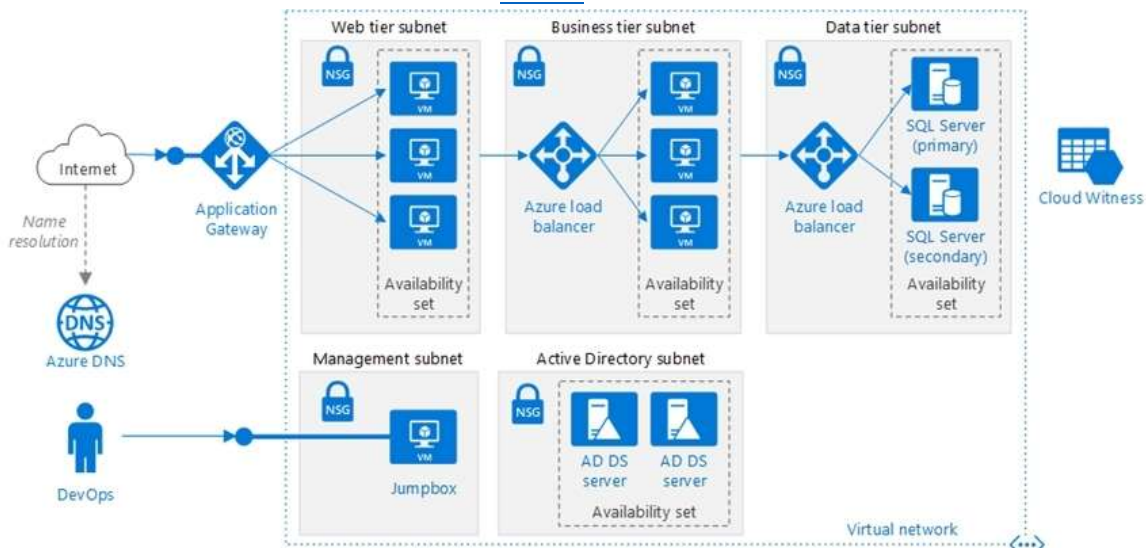 Web tier subnet
Business tier subnet
Data tier subnet
NSG
VM
VM
VM
Availability
set
NSG
Azure load
balancer
VM
VM
VM
Availability
set
NSG
Azure load
balancer
SQL Server
(primary)
SQL Server
(secondary)
Availability
set
Cloud Witness
Internet
Application
Gateway
Name
resolution
DNS
Azure DNS
DevOps
Management subnet
NSG
VM
Jumpbox
Active Directory subnet
NSG
AD DS
server
AD DS
server
Availability set
Virtual network